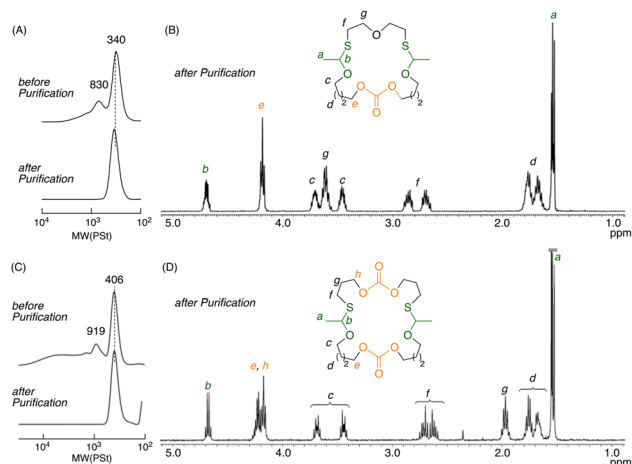 (A)
340
830
before
Purification
after
Purification
10⁴ 10³ 10²
MW(PSt)
(B)
after Purification
f g
O
S S
a b
O O
c
d 2 e O O 2
O
a
e
b
c g c
f
d
5.0 4.0 3.0 2.0 1.0
ppm
(C)
406
before
Purification
919
after
Purification
10⁴ 10³ 10²
MW(PSt)
(D)
after Purification
O
g h
f O O
S S
a b
O O
c
d 2 e O O 2
O
a
b
e, h
c
f
g
d
5.0 4.0 3.0 2.0 1.0
ppm